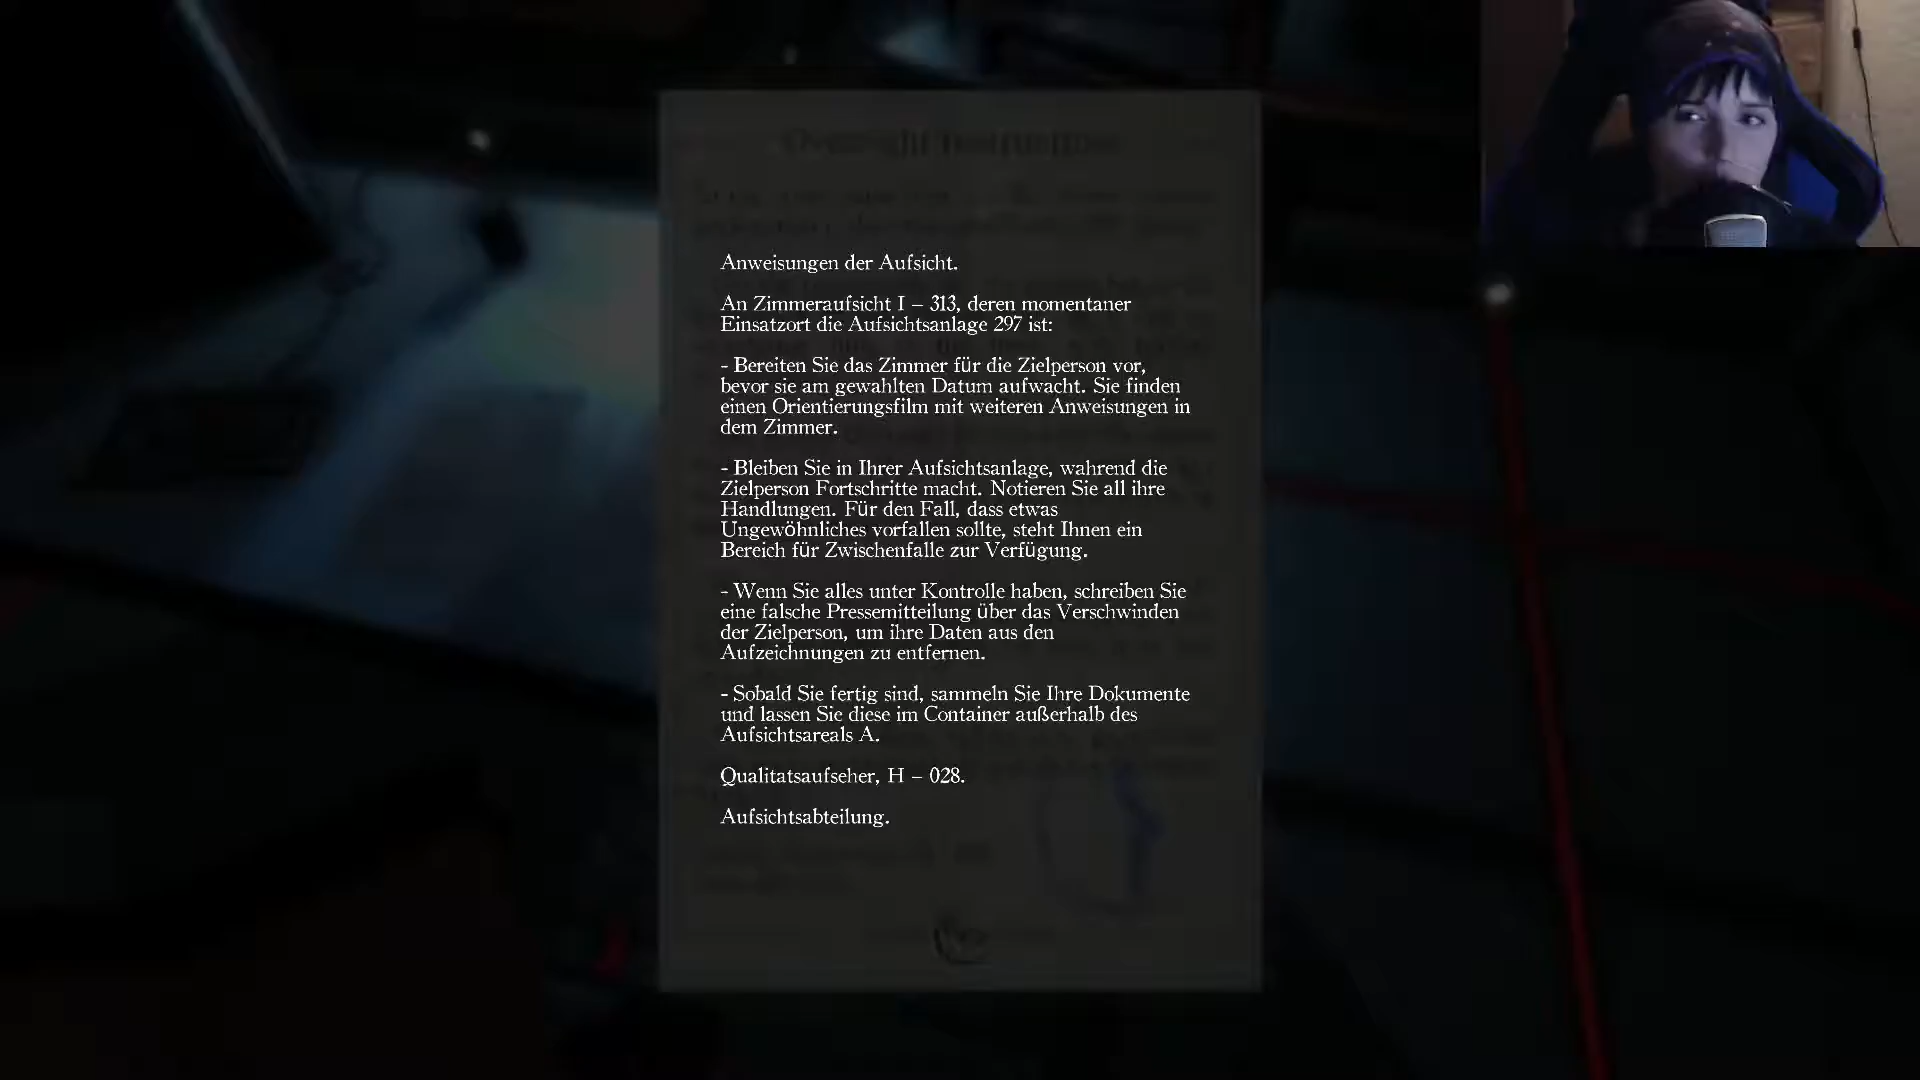 Anweisungen der Aufsicht.
An Zimmeraufsicht I – 313, deren momentaner
Einsatzort die Aufsichtsanlage 297 ist:
- Bereiten Sie das Zimmer für die Zielperson vor,
bevor sie am gewahlten Datum aufwacht. Sie finden
einen Orientierungsfilm mit weiteren Anweisungen in
dem Zimmer.
- Bleiben Sie in Ihrer Aufsichtsanlage, wahrend die
Zielperson Fortschritte macht. Notieren Sie all ihre
Handlungen. Für den Fall, dass etwas
Ungewöhnliches vorfallen sollte, steht Ihnen ein
Bereich für Zwischenfalle zur Verfügung.
- Wenn Sie alles unter Kontrolle haben, schreiben Sie
eine falsche Pressemitteilung über das Verschwinden
der Zielperson, um ihre Daten aus den
Aufzeichnungen zu entfernen.
- Sobald Sie fertig sind, sammeln Sie Ihre Dokumente
und lassen Sie diese im Container außerhalb des
Aufsichtsareals A.
Qualitatsaufseher, H – 028.
Aufsichtsabteilung.